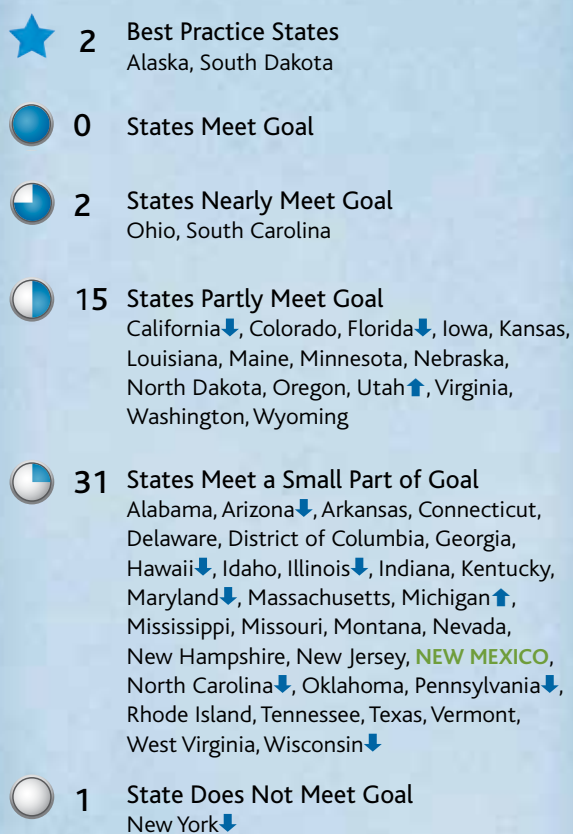 2 Best Practice States
Alaska, South Dakota
0 States Meet Goal
2 States Nearly Meet Goal
Ohio, South Carolina
15 States Partly Meet Goal
California⬇, Colorado, Florida⬇, Iowa, Kansas,
Louisiana, Maine, Minnesota, Nebraska,
North Dakota, Oregon, Utah⬆, Virginia,
Washington, Wyoming
31 States Meet a Small Part of Goal
Alabama, Arizona⬇, Arkansas, Connecticut,
Delaware, District of Columbia, Georgia,
Hawaii⬇, Idaho, Illinois⬇, Indiana, Kentucky,
Maryland⬇, Massachusetts, Michigan⬆,
Mississippi, Missouri, Montana, Nevada,
New Hampshire, New Jersey, NEW MEXICO,
North Carolina⬇, Oklahoma, Pennsylvania⬇,
Rhode Island, Tennessee, Texas, Vermont,
West Virginia, Wisconsin⬇
1 State Does Not Meet Goal
New York⬇